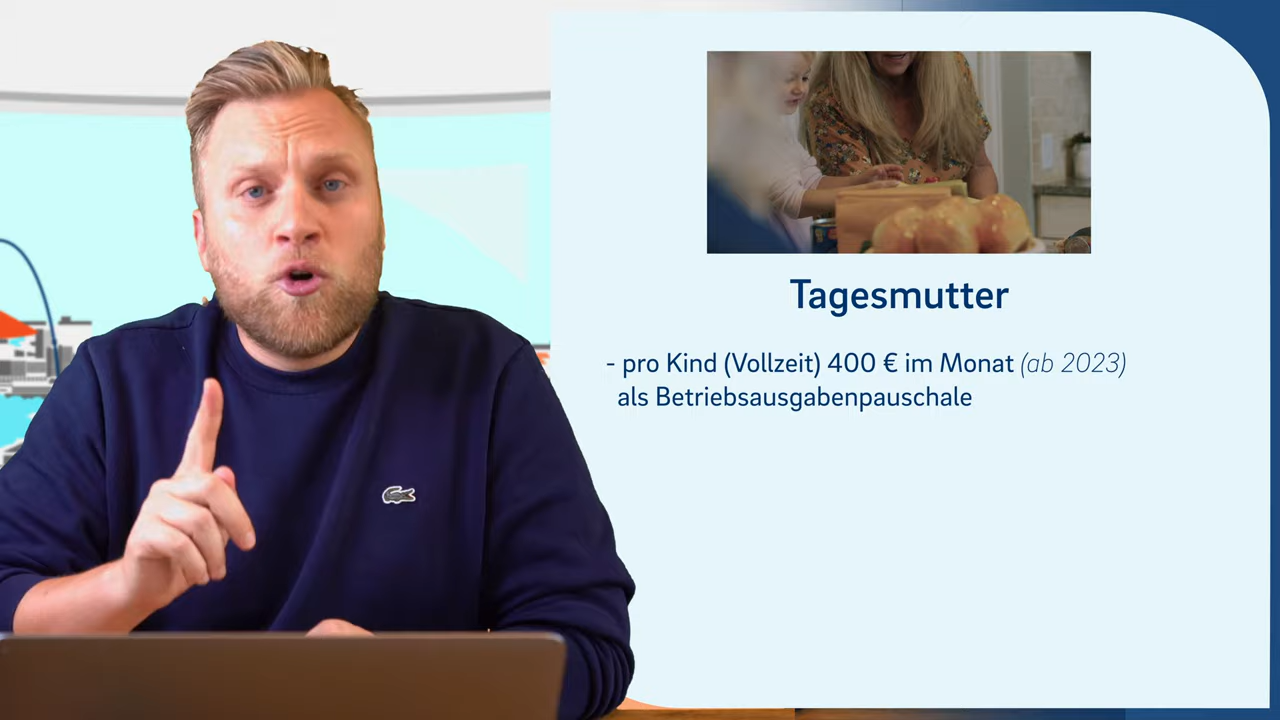 Tagesmutter
- pro Kind (Vollzeit) 400 € im Monat (ab 2023)
als Betriebsausgabenpauschale